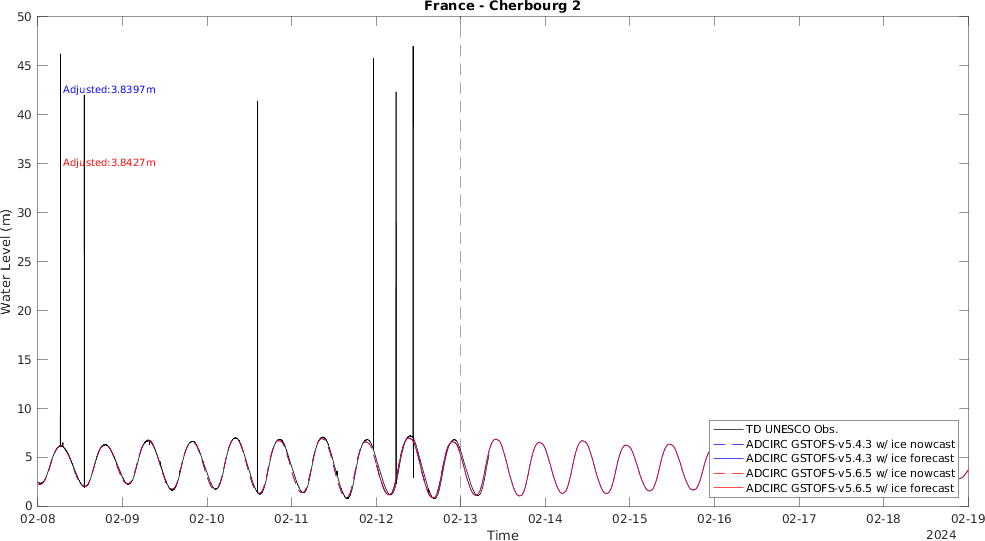 France - Cherbourg 2
50
45
40
35
30
25
20
15
10
5
0
Water Level (m)
Adjusted:3.8397m
Adjusted:3.8427m
TD UNESCO Obs.
ADCIRC GSTOFS-v5.4.3 w/ ice nowcast
ADCIRC GSTOFS-v5.4.3 w/ ice forecast
ADCIRC GSTOFS-v5.6.5 w/ ice nowcast
ADCIRC GSTOFS-v5.6.5 w/ ice forecast
02-08 02-09 02-10 02-11 02-12 02-13 02-14 02-15 02-16 02-17 02-18 02-19
Time
2024